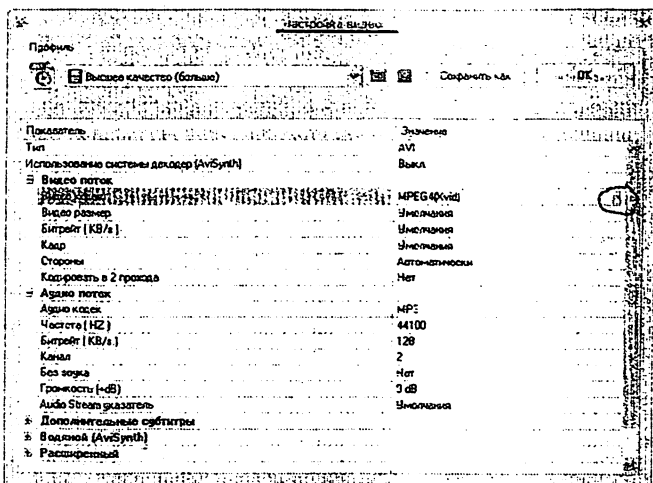 Настройка видео
Профиль
Высшее качество (больше)
Сохранить как
OK
Показатель Значение
Тип AVI
Использование системы декодер (AviSynth) Выкл
Видео поток
MPEG4(Xvid)
Видео размер Умолчания
Битрейт ( KB/s ) Умолчания
Кадр Умолчания
Стороны Автоматически
Кодировать в 2 прохода Нет
Аудио поток
Аудио кодек MP3
Частота ( HZ ) 44100
Битрейт ( KB/s ) 128
Канал 2
Без звука Нет
Громкость (+dB) 0 dB
Audio Stream указатель Умолчания
Дополнительные субтитры
Водяной (AviSynth)
Расширенный